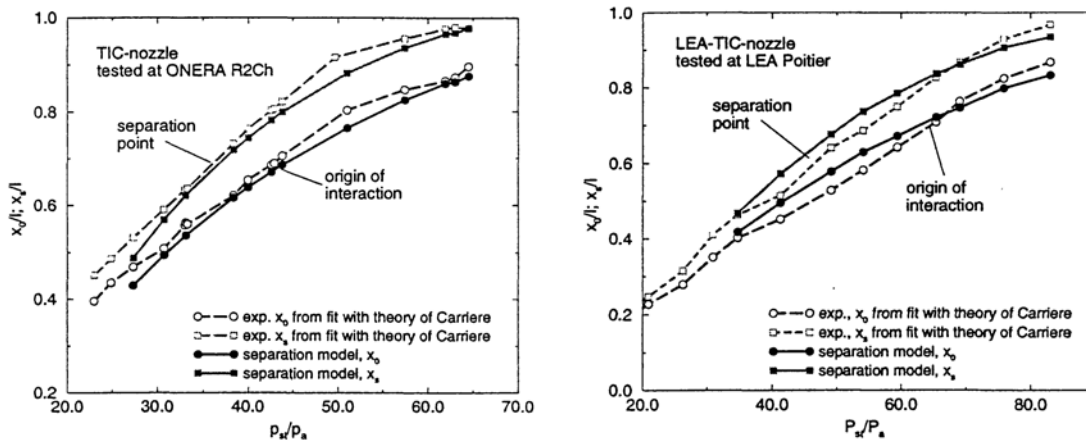 1.0
0.8
0.6
0.4
0.2
x₀/l; xₛ/l
TIC-nozzle
tested at ONERA R2Ch
separation
point
origin of
interaction
exp. x₀ from fit with theory of Carriere
exp. xₛ from fit with theory of Carriere
separation model, x₀
separation model, xₛ
20.0 30.0 40.0 50.0 60.0 70.0
pₛₜ/pₐ
1.0
0.8
0.6
0.4
0.2
0.0
x₀/l; xₛ/l
LEA-TIC-nozzle
tested at LEA Poitier
separation
point
origin of
interaction
exp., x₀ from fit with theory of Carriere
exp., xₛ from fit with theory of Carriere
separation model, x₀
separation model, xₛ
20.0 40.0 60.0 80.0
Pₛₜ/Pₐ